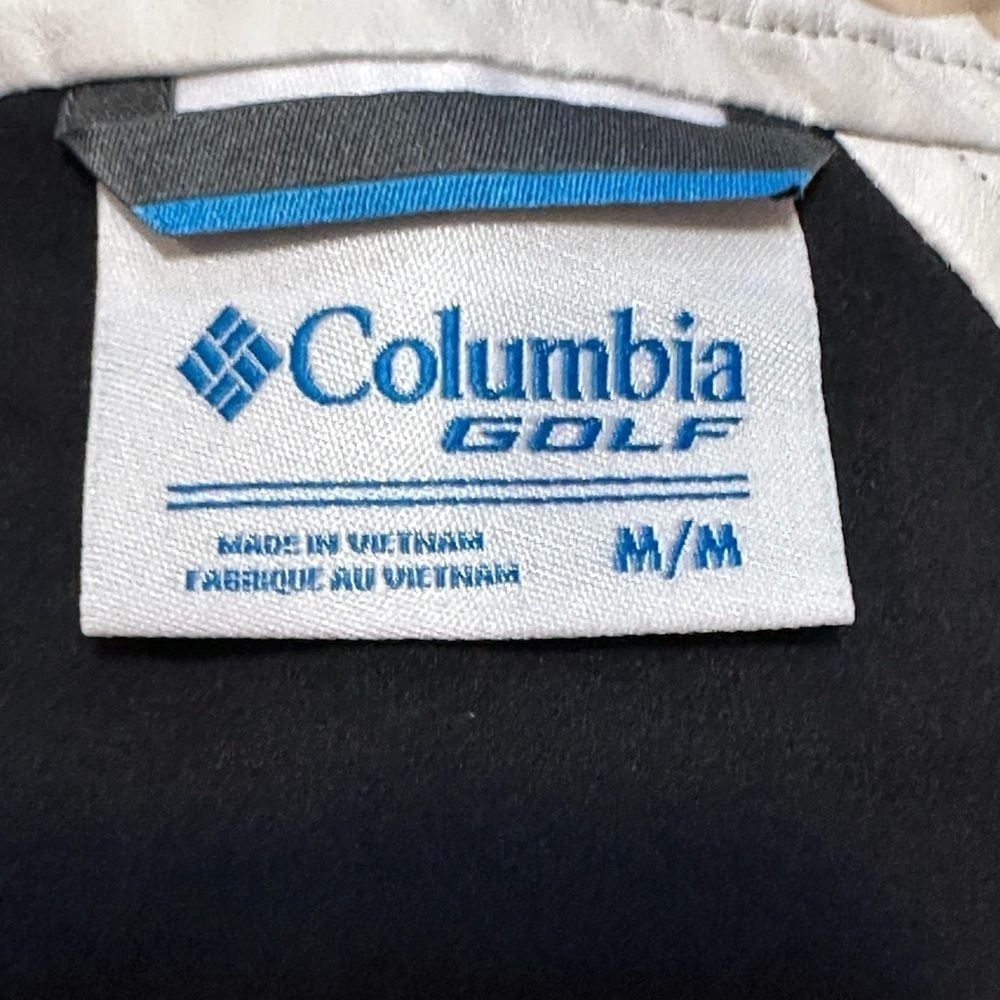 Columbia
GOLF
MADE IN VIETNAM
FABRIQUE AU VIETNAM
M/M